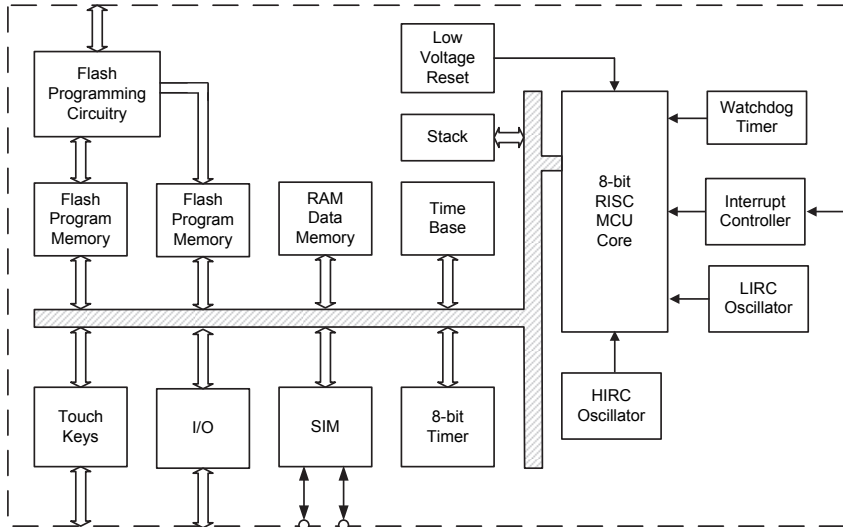 Flash
Programming
Circuitry
Low
Voltage
Reset
Stack
8-bit
RISC
MCU
Core
Watchdog
Timer
Interrupt
Controller
LIRC
Oscillator
HIRC
Oscillator
Flash
Program
Memory
Flash
Program
Memory
RAM
Data
Memory
Time
Base
Touch
Keys
I/O
SIM
8-bit
Timer